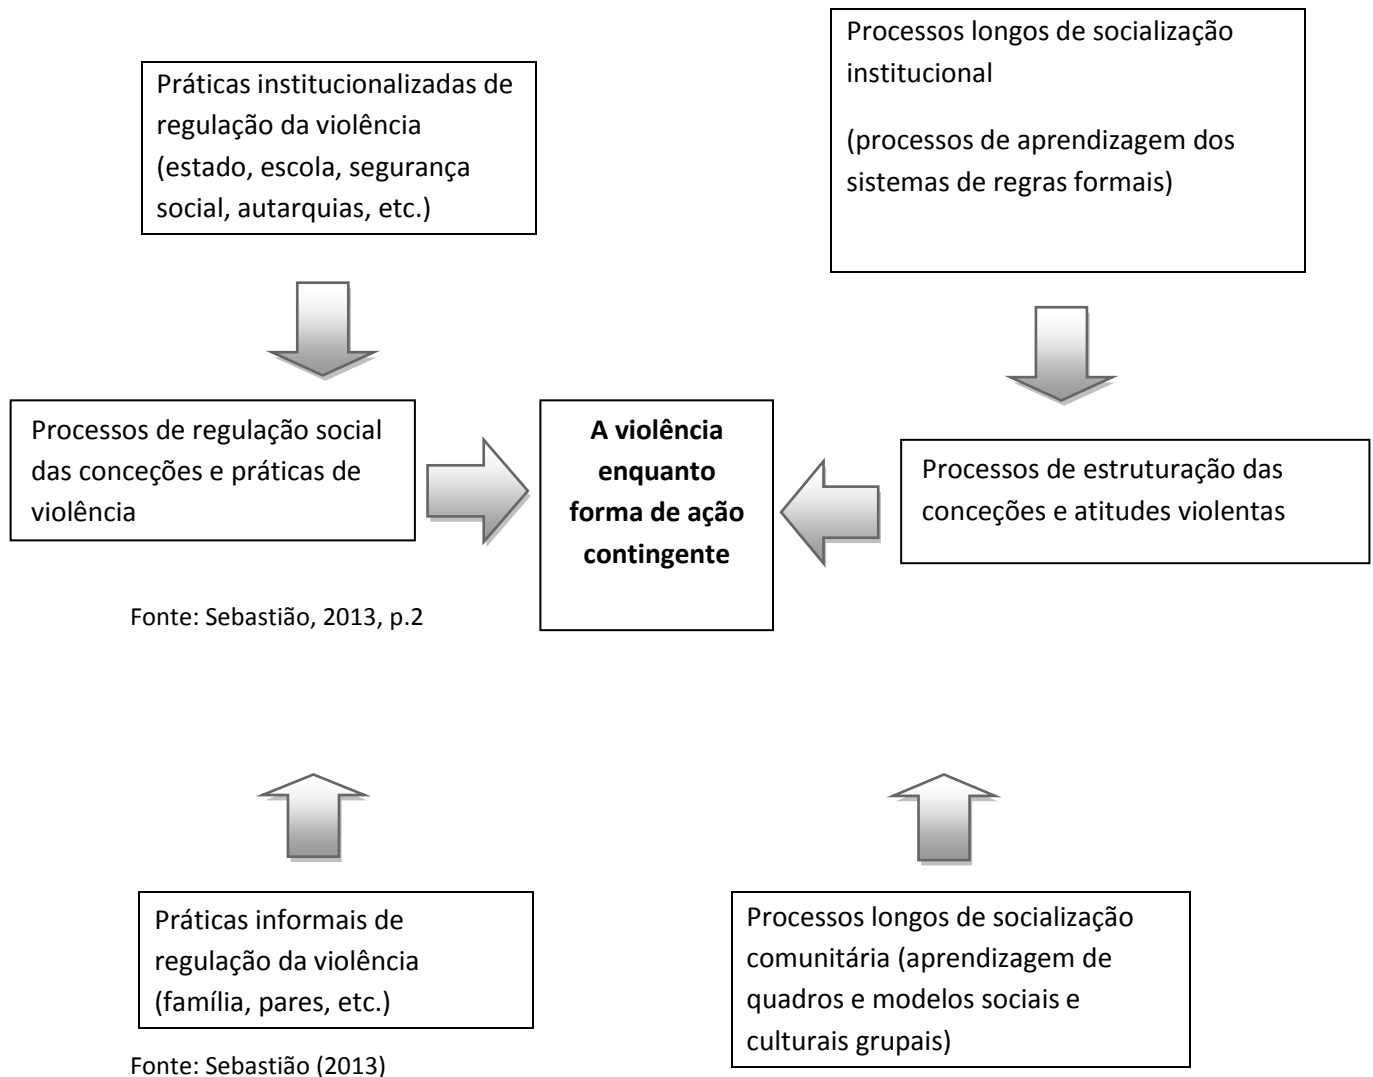 Processos longos de socialização
institucional
(processos de aprendizagem dos
sistemas de regras formais)
Práticas institucionalizadas de
regulação da violência
(estado, escola, segurança
social, autarquias, etc.)
Processos de regulação social
das conceções e práticas de
violência
A violência
enquanto
forma de ação
contingente
Processos de estruturação das
conceções e atitudes violentas
Fonte: Sebastião, 2013, p.2
Práticas informais de
regulação da violência
(família, pares, etc.)
Processos longos de socialização
comunitária (aprendizagem de
quadros e modelos sociais e
culturais grupais)
Fonte: Sebastião (2013)